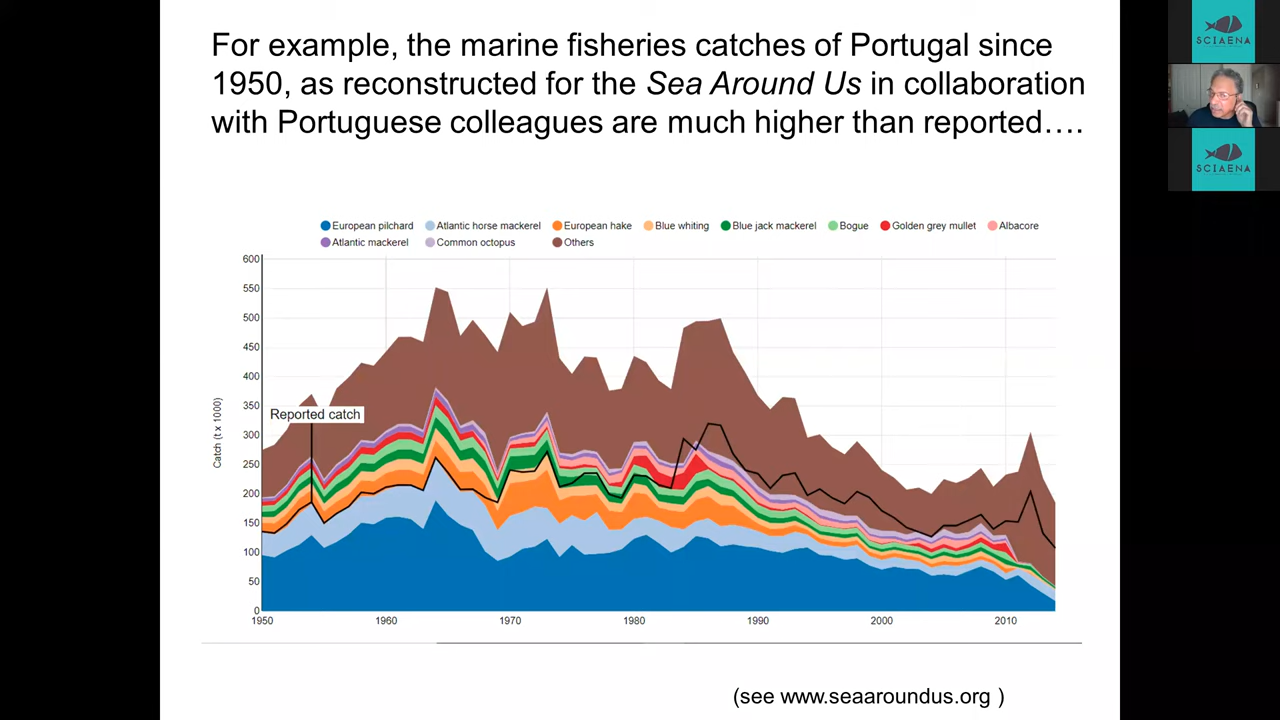 For example, the marine fisheries catches of Portugal since
1950, as reconstructed for the Sea Around Us in collaboration
with Portuguese colleagues are much higher than reported….
European pilchard Atlantic horse mackerel European hake Blue whiting Blue jack mackerel Bogue Golden grey mullet Albacore
Atlantic mackerel Common octopus Others
600
550
500
450
400
350
300
250
200
150
100
50
0
Catch (t x 1000)
Reported catch
1950 1960 1970 1980 1990 2000 2010
(see www.seaaroundus.org )
SCIAENA
SCIAENA